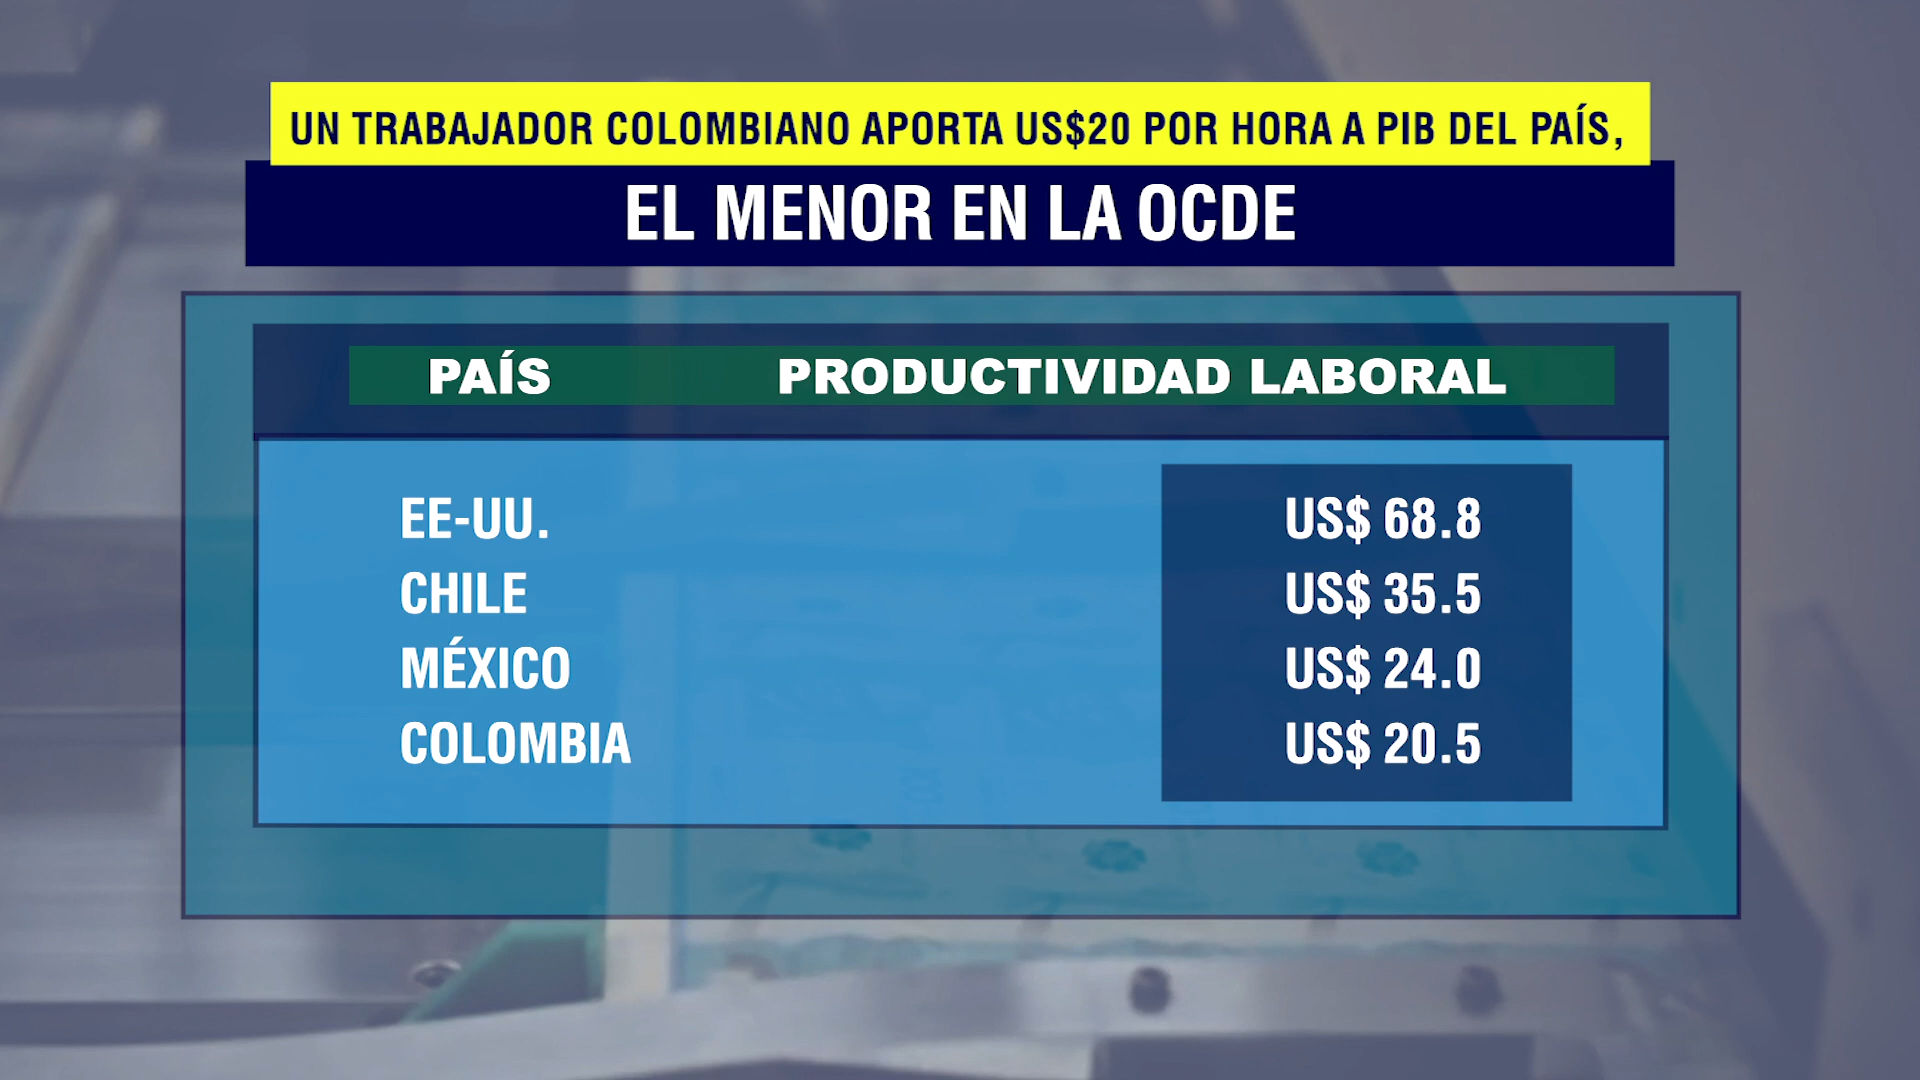 UN TRABAJADOR COLOMBIANO APORTA US$20 POR HORA A PIB DEL PAÍS,
EL MENOR EN LA OCDE
PAÍS PRODUCTIVIDAD LABORAL
EE-UU. US$ 68.8
CHILE US$ 35.5
MÉXICO US$ 24.0
COLOMBIA US$ 20.5